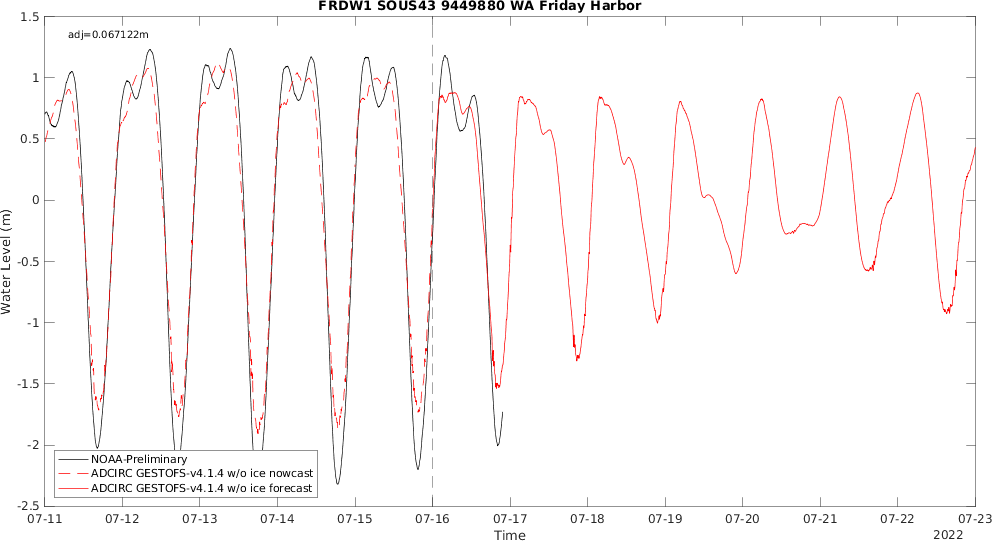 FRDW1 SOUS43 9449880 WA Friday Harbor
adj=0.067122m
Water Level (m)
1.5
1
0.5
0
-0.5
-1
-1.5
-2
-2.5
NOAA-Preliminary
ADCIRC GESTOFS-v4.1.4 w/o ice nowcast
ADCIRC GESTOFS-v4.1.4 w/o ice forecast
07-11 07-12 07-13 07-14 07-15 07-16 07-17 07-18 07-19 07-20 07-21 07-22 07-23
Time
2022